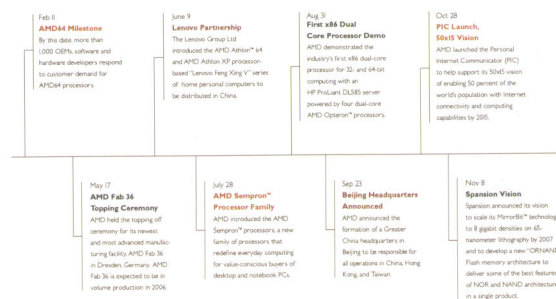 Feb 11
AMD64 Milestone
By this date, more than
1,000 OEMs, software and
hardware developers respond
to customer demand for
AMD64 processors.
June 9
Lenovo Partnership
The Lenovo Group Ltd
introduced the AMD Athlon™ 64
and AMD Athlon XP processor-
based "Lenovo Feng Xing V" series
of home personal computers to
be distributed in China.
Aug 31
First x86 Dual
Core Processor Demo
AMD demonstrated the
industry's first x86 dual-core
processor for 32- and 64-bit
computing with an
HP ProLiant DL585 server
powered by four dual-core
AMD Opteron™ processors.
Oct 28
PIC Launch,
50x15 Vision
AMD launched the Personal
Internet Communicator (PIC)
to help support its 50x15 vision
of enabling 50 percent of the
world's population with Internet
connectivity and computing
capabilities by 2015.
May 17
AMD Fab 36
Topping Ceremony
AMD held the topping off
ceremony for its newest
and most advanced manufac-
turing facility, AMD Fab 36
in Dresden, Germany. AMD
Fab 36 is expected to be in
volume production in 2006.
July 28
AMD Sempron™
Processor Family
AMD introduced the AMD
Sempron™ processors, a new
family of processors that
redefine everyday computing
for value-conscious buyers of
desktop and notebook PCs.
Sep 23
Beijing Headquarters
Announced
AMD announced the
formation of a Greater
China headquarters in
Beijing to be responsible for
all operations in China, Hong
Kong, and Taiwan.
Nov 8
Spansion Vision
Spansion announced its vision
to scale its MirrorBit™ technolog
to 8 gigabit densities on 65-
nanometer lithography by 2007
and to develop a new "ORNAND
Flash memory architecture to
deliver some of the best features
of NOR and NAND architecture
in a single product.